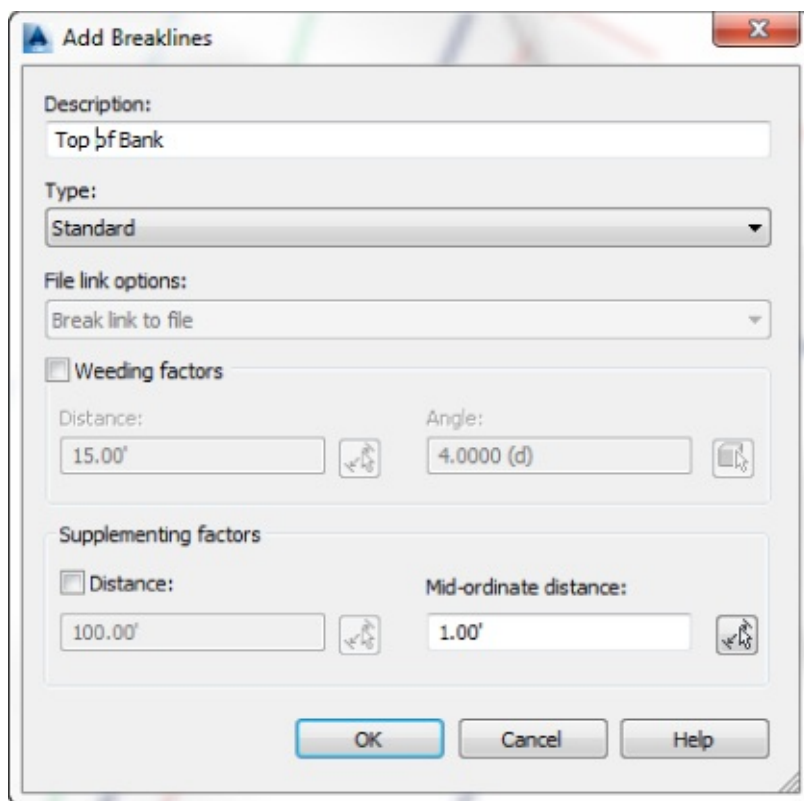 Add Breaklines
Description:
Top of Bank
Type:
Standard
File link options:
Break link to file
Weeding factors
Distance: Angle:
15.00' 4.0000 (d)
Supplementing factors
Distance: Mid-ordinate distance:
100.00' 1.00'
OK Cancel Help